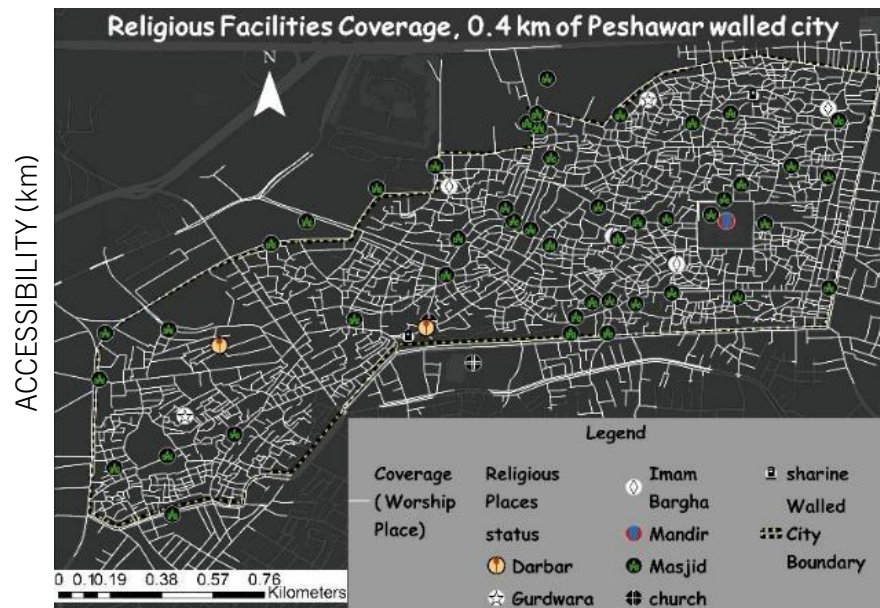 Religious Facilities Coverage, 0.4 km of Peshawar walled city
N
ACCESSIBILITY (km)
Legend
Coverage
(Worship
Place)
Religious
Places
status
Darbar
Gurdwara
Imam
Bargha
Mandir
Masjid
church
sharine
Walled
City
Boundary
0 0.10.19 0.38 0.57 0.76
Kilometers